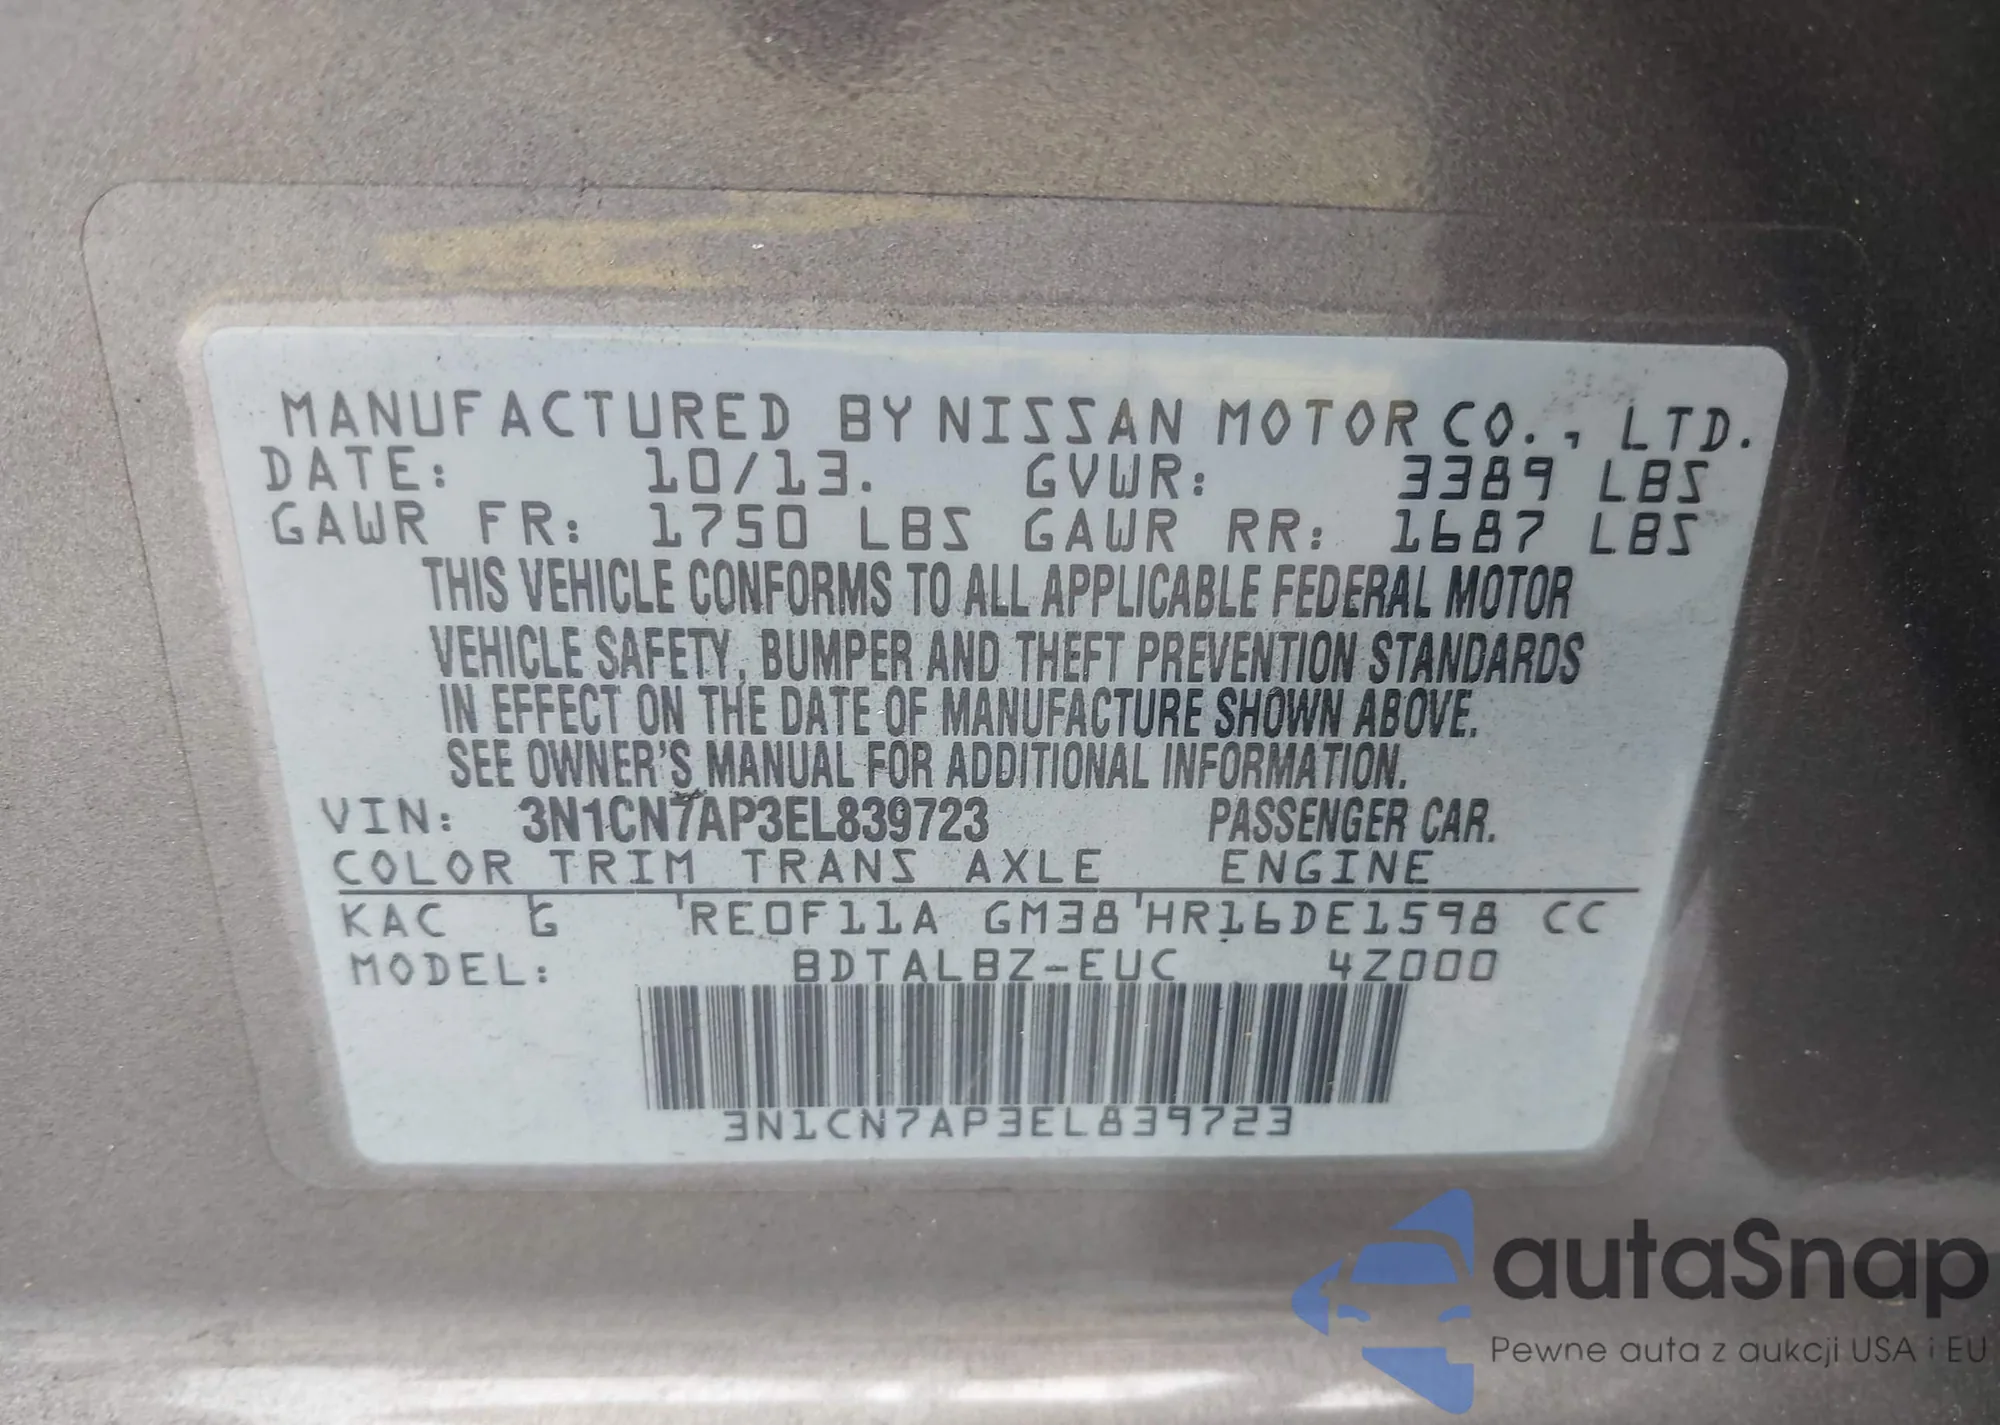 MANUFACTURED BY NISSAN MOTOR CO., LTD.
DATE: 10/13. GVWR: 3389 LBS
GAWR FR: 1750 LBS GAWR RR: 1687 LBS
THIS VEHICLE CONFORMS TO ALL APPLICABLE FEDERAL MOTOR
VEHICLE SAFETY, BUMPER AND THEFT PREVENTION STANDARDS
IN EFFECT ON THE DATE OF MANUFACTURE SHOWN ABOVE.
SEE OWNER'S MANUAL FOR ADDITIONAL INFORMATION.
VIN: 3N1CN7AP3EL839723 PASSENGER CAR.
COLOR TRIM TRANS AXLE ENGINE
KAC G 'RE0F11A GM38'HR16DE1598 CC
MODEL: BDTALBZ-EUC 4Z000
3N1CN7AP3EL839723
autaSnap
Pewne auta z aukcji USA i EU